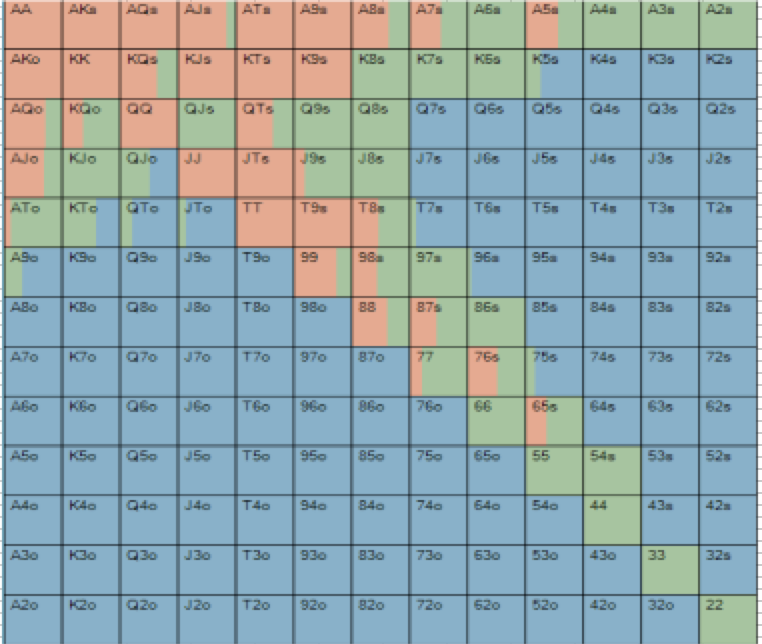 AA AKs AQs AJs ATs A9s A8s A7s A6s A5s A4s A3s A2s
AKo KK KQs KJs KTs K9s K8s K7s K6s K5s K4s K3s K2s
AQo KQo QQ QJs QTs Q9s Q8s Q7s Q6s Q5s Q4s Q3s Q2s
AJo KJo QJo JJ JTs J9s J8s J7s J6s J5s J4s J3s J2s
ATo KTo QTo JTo TT T9s T8s T7s T6s T5s T4s T3s T2s
A9o K9o Q9o J9o T9o 99 98s 97s 96s 95s 94s 93s 92s
A8o K8o Q8o J8o T8o 98o 88 87s 86s 85s 84s 83s 82s
A7o K7o Q7o J7o T7o 97o 87o 77 76s 75s 74s 73s 72s
A6o K6o Q6o J6o T6o 96o 86o 76o 66 65s 64s 63s 62s
A5o K5o Q5o J5o T5o 95o 85o 75o 65o 55 54s 53s 52s
A4o K4o Q4o J4o T4o 94o 84o 74o 64o 54o 44 43s 42s
A3o K3o Q3o J3o T3o 93o 83o 73o 63o 53o 43o 33 32s
A2o K2o Q2o J2o T2o 92o 82o 72o 62o 52o 42o 32o 22